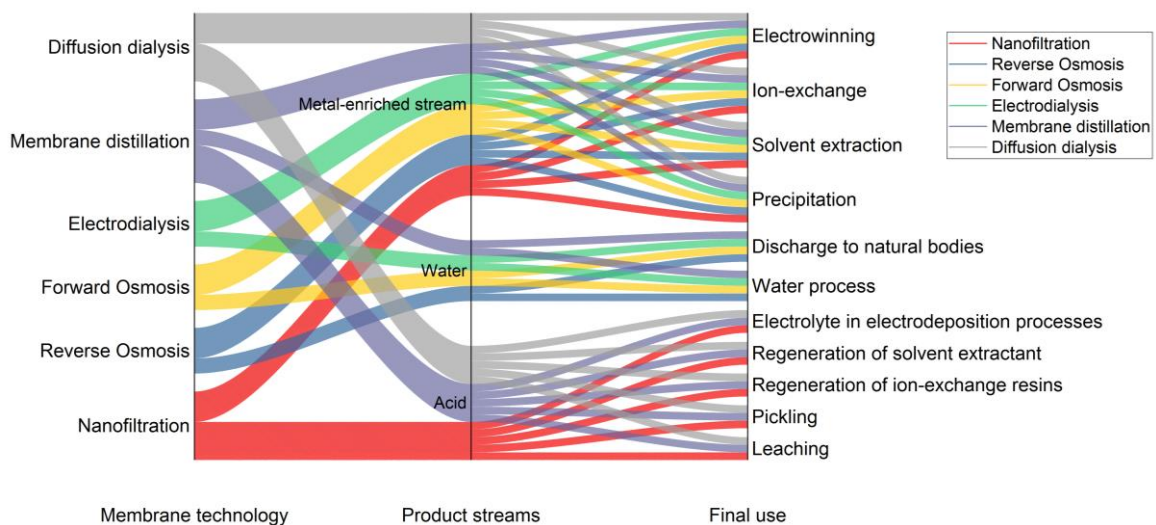 Diffusion dialysis
Membrane distillation
Electrodialysis
Forward Osmosis
Reverse Osmosis
Nanofiltration
Metal-enriched stream
Water
Acid
Electrowinning
Ion-exchange
Solvent extraction
Precipitation
Discharge to natural bodies
Water process
Electrolyte in electrodeposition processes
Regeneration of solvent extractant
Regeneration of ion-exchange resins
Pickling
Leaching
Nanofiltration
Reverse Osmosis
Forward Osmosis
Electrodialysis
Membrane distillation
Diffusion dialysis
Membrane technology
Product streams
Final use